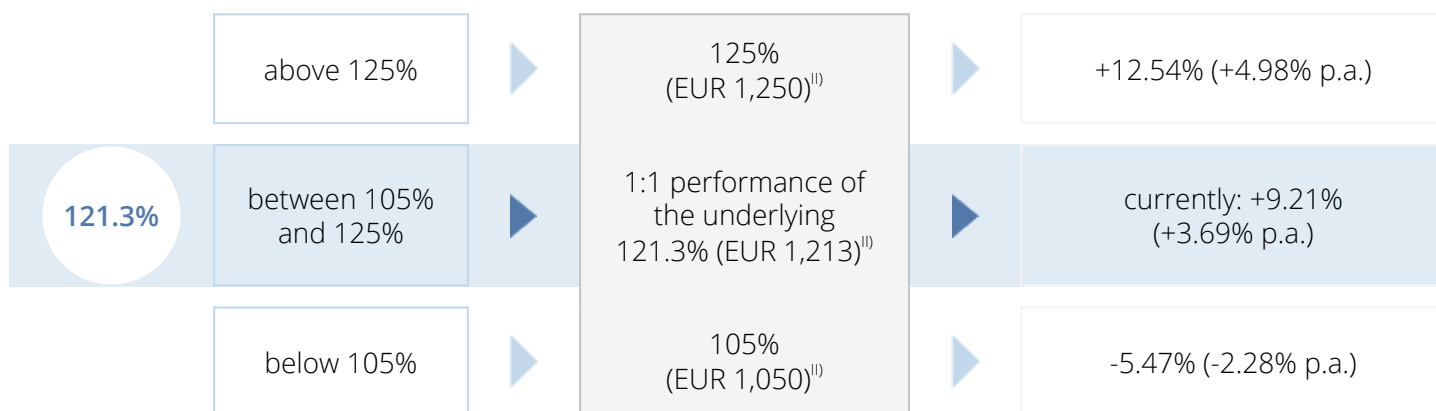 above 125%
125%
(EUR 1,250)II)
+12.54% (+4.98% p.a.)
121.3%
between 105%
and 125%
1:1 performance of
the underlying
121.3% (EUR 1,213)II)
currently: +9.21%
(+3.69% p.a.)
below 105%
105%
(EUR 1,050)II)
-5.47% (-2.28% p.a.)